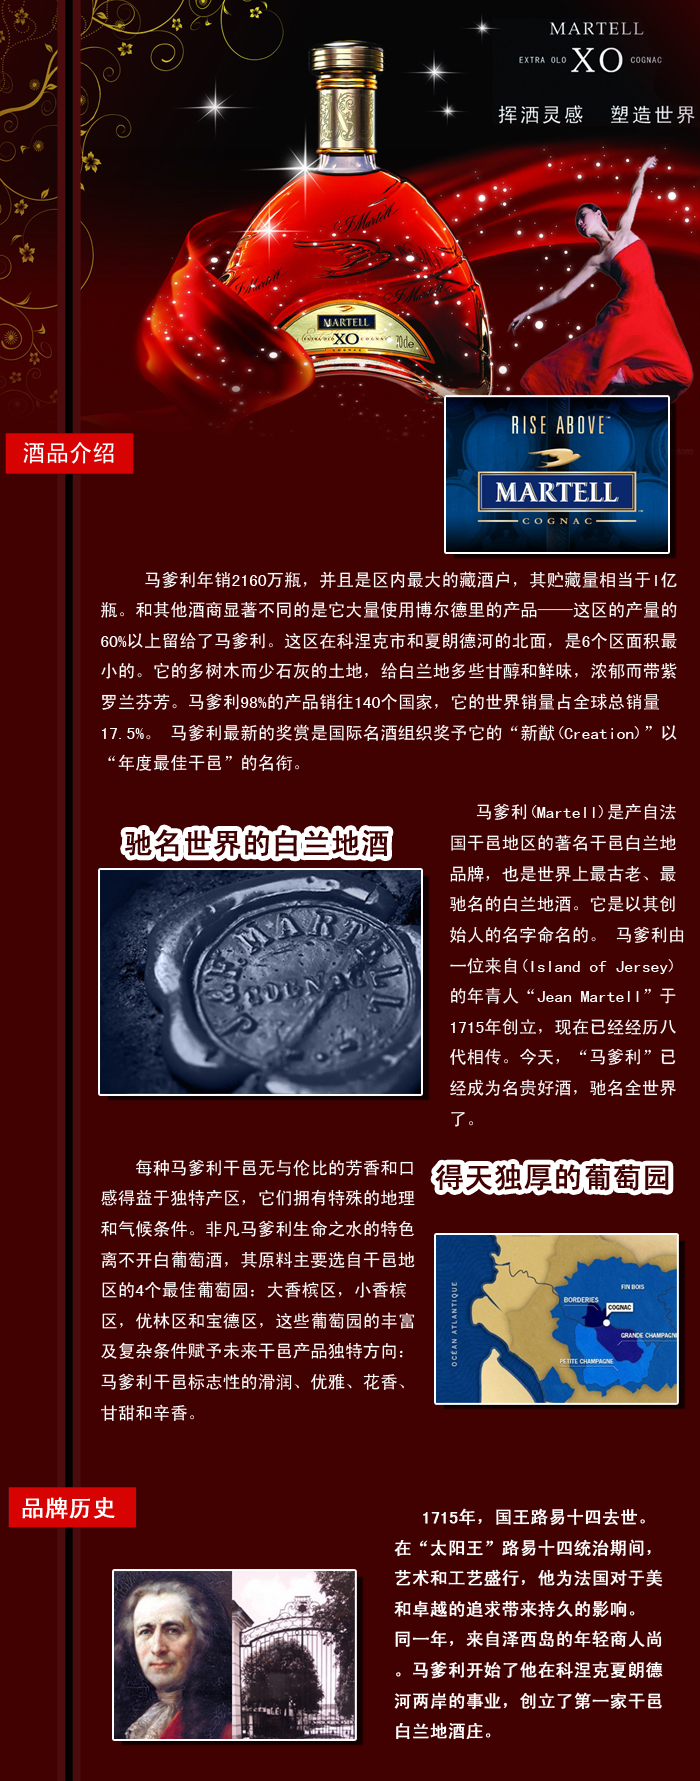 MARTELL
EXTRA OLD XO COGNAC
挥洒灵感 塑造世界
J Martell
J Martell
J Martell
MARTELL
EXTRA OLD XO COGNAC
COGNAC
70cle
RISE ABOVE™
酒品介绍
MARTELL
COGNAC
马爹利年销2160万瓶，并且是区内最大的藏酒户，其贮藏量相当于1亿
瓶。和其他酒商显著不同的是它大量使用博尔德里的产品——这区的产量的
60%以上留给了马爹利。这区在科涅克市和夏朗德河的北面，是6个区面积最
小的。它的多树木而少石灰的土地，给白兰地多些甘醇和鲜味，浓郁而带紫
罗兰芬芳。马爹利98%的产品销往140个国家，它的世界销量占全球总销量
17.5%。 马爹利最新的奖赏是国际名酒组织奖予它的“新猷(Creation)”以
“年度最佳干邑”的名衔。
驰名世界的白兰地酒
J&F. MARTELL
COGNAC
马爹利(Martell)是产自法
国干邑地区的著名干邑白兰地
品牌，也是世界上最古老、最
驰名的白兰地酒。它是以其创
始人的名字命名的。 马爹利由
一位来自(Island of Jersey)
的年青人“Jean Martell”于
1715年创立，现在已经经历八
代相传。今天，“马爹利”已
经成为名贵好酒，驰名全世界
了。
每种马爹利干邑无与伦比的芳香和口
感得益于独特产区，它们拥有特殊的地理
和气候条件。非凡马爹利生命之水的特色
离不开白葡萄酒，其原料主要选自干邑地
区的4个最佳葡萄园：大香槟区，小香槟
区，优林区和宝德区，这些葡萄园的丰富
及复杂条件赋予未来干邑产品独特方向：
马爹利干邑标志性的滑润、优雅、花香、
甘甜和辛香。
得天独厚的葡萄园
OCÉAN ATLANTIQUE
FIN BOIS
BORDERIES
COGNAC
GRANDE CHAMPAGNE
PETITE CHAMPAGNE
品牌历史
1715年，国王路易十四去世。
在“太阳王”路易十四统治期间，
艺术和工艺盛行，他为法国对于美
和卓越的追求带来持久的影响。
同一年，来自泽西岛的年轻商人尚
。马爹利开始了他在科涅克夏朗德
河两岸的事业，创立了第一家干邑
白兰地酒庄。